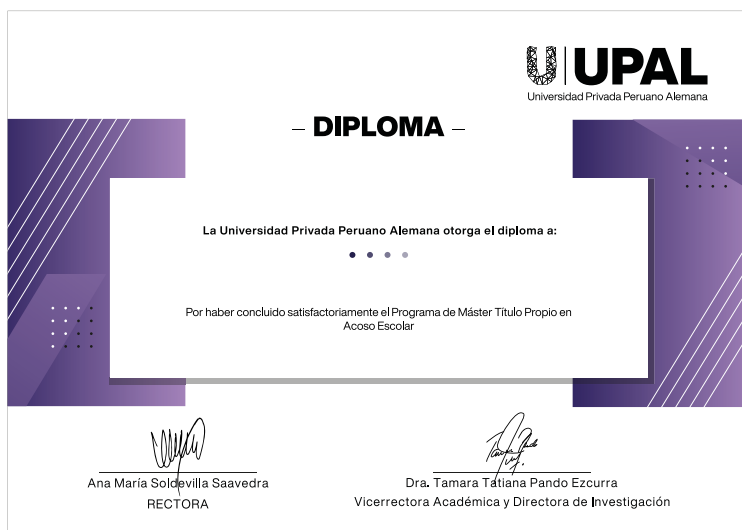 UPAL
Universidad Privada Peruano Alemana
– DIPLOMA –
La Universidad Privada Peruano Alemana otorga el diploma a:
Por haber concluido satisfactoriamente el Programa de Máster Título Propio en
Acoso Escolar
Ana María Soldevilla Saavedra
RECTORA
Dra. Tamara Tatiana Pando Ezcurra
Vicerrectora Académica y Directora de Investigación